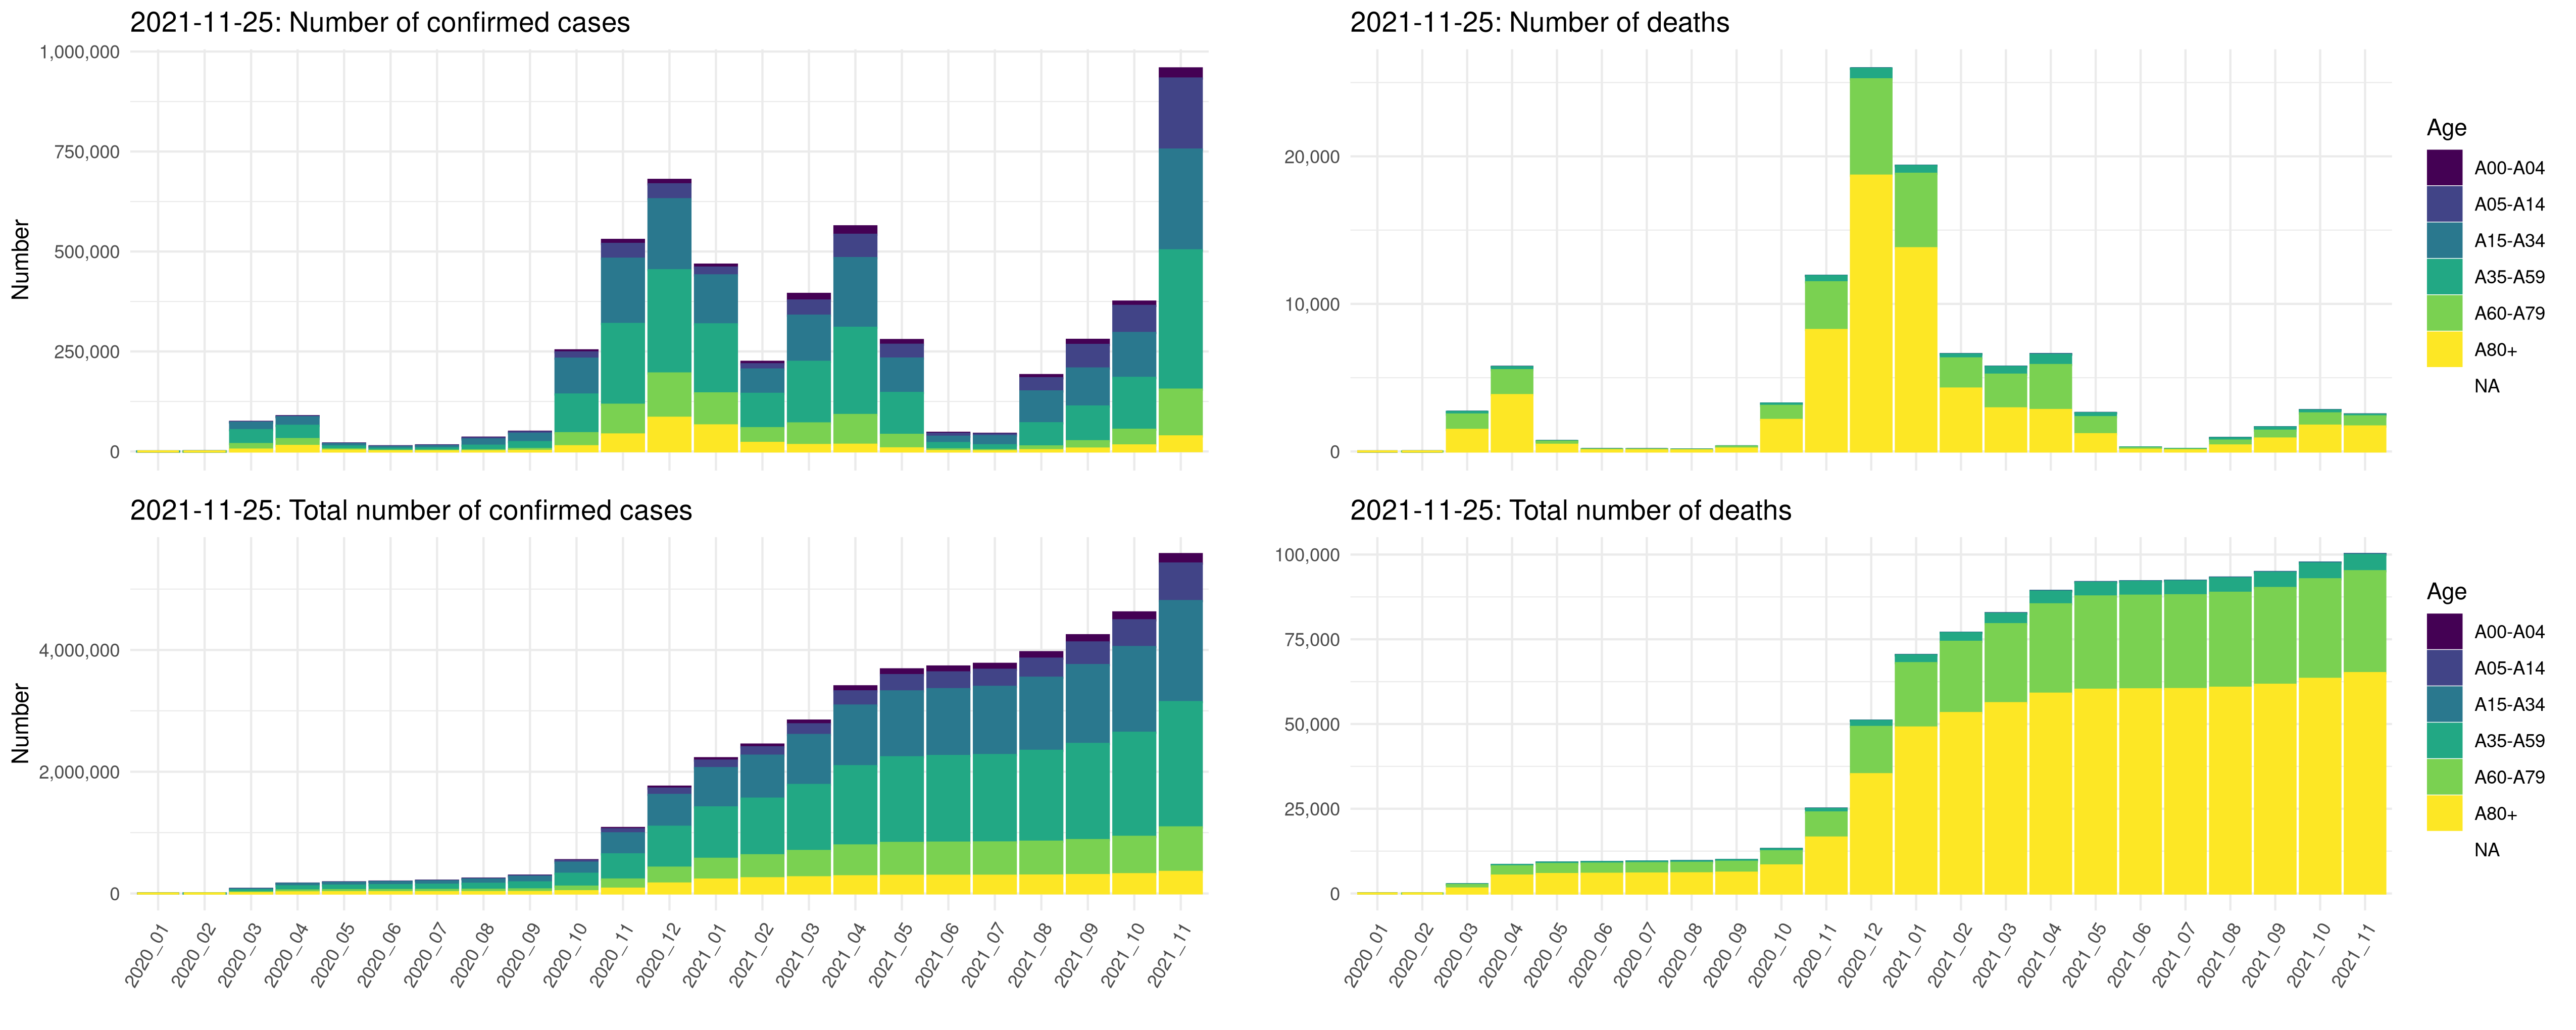 2021-11-25: Number of confirmed cases
1,000,000
750,000
500,000
250,000
0
Number
2021-11-25: Number of deaths
20,000
10,000
0
Age
A00-A04
A05-A14
A15-A34
A35-A59
A60-A79
A80+
NA
2021-11-25: Total number of confirmed cases
4,000,000
2,000,000
0
Number
2020_01
2020_02
2020_03
2020_04
2020_05
2020_06
2020_07
2020_08
2020_09
2020_10
2020_11
2020_12
2021_01
2021_02
2021_03
2021_04
2021_05
2021_06
2021_07
2021_08
2021_09
2021_10
2021_11
2021-11-25: Total number of deaths
100,000
75,000
50,000
25,000
0
2020_01
2020_02
2020_03
2020_04
2020_05
2020_06
2020_07
2020_08
2020_09
2020_10
2020_11
2020_12
2021_01
2021_02
2021_03
2021_04
2021_05
2021_06
2021_07
2021_08
2021_09
2021_10
2021_11
Age
A00-A04
A05-A14
A15-A34
A35-A59
A60-A79
A80+
NA